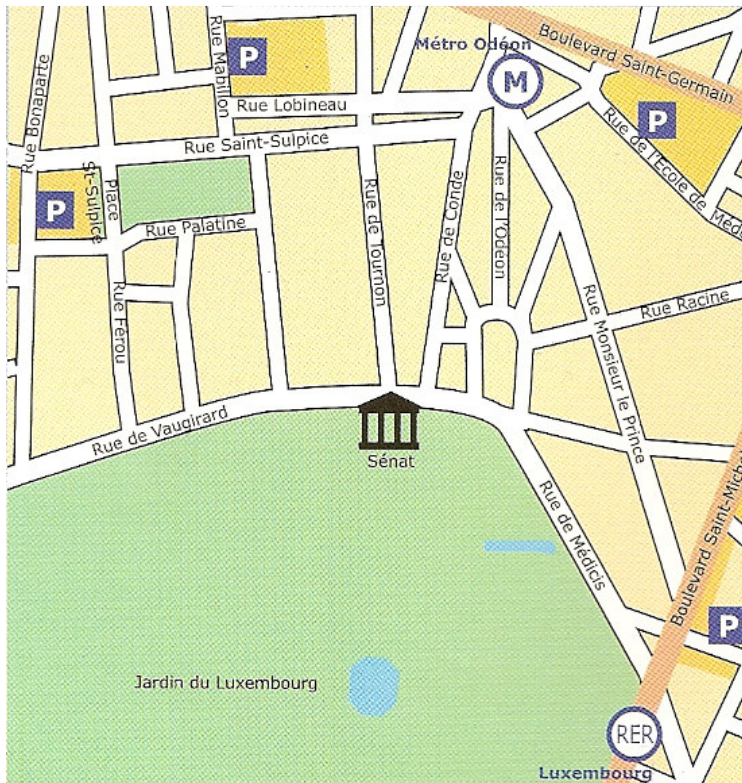 Boulevard Saint-Germain
Métro Odéon
M
P
Rue Mabillon
Rue Bonaparte
Rue Lobineau
P
Rue de l'Ecole de Méd
Rue Saint-Sulpice
Place
St-Sulpice
P
Rue Palatine
Rue de Tournon
Rue de Conde
Rue de l'Odéon
Rue Férou
Rue Racine
Rue Monsieur le Prince
Rue de Vaugirard
Sénat
Rue de Médicis
Boulevard Saint-Michel
P
Jardin du Luxembourg
RER
Luxembourg